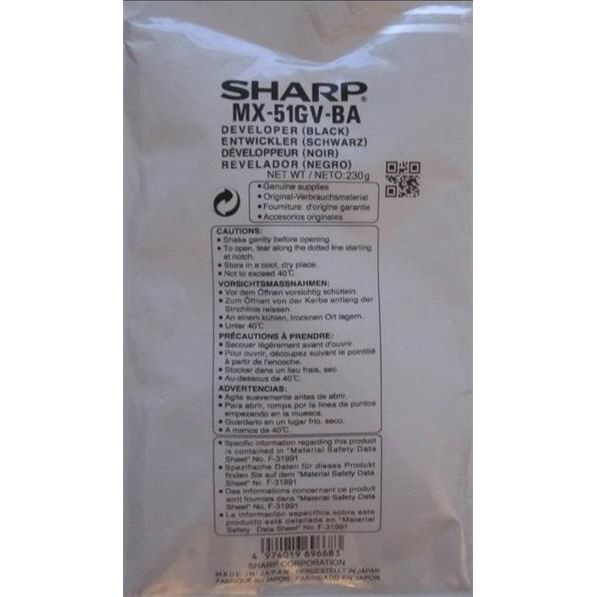 SHARP®
MX-51GV-BA
DEVELOPER (BLACK)
ENTWICKLER (SCHWARZ)
DÉVELOPPEUR (NOIR)
REVELADOR (NEGRO)
NET WT / NETO: 230g
• Genuine supplies
• Original-Verbrauchsmaterial
• Fourniture d'origine garantie
• Accesorios originales
CAUTIONS:
• Shake gently before opening
• To open, tear along the dotted line starting
at notch.
• Store in a cool, dry place.
• Not to exceed 40℃.
VORSICHTSMASSNAHMEN:
• Vor dem Öffnen vorsichtig schütteln.
• Zum Öffnen von der Kerbe entlang der
Strichlinie reissen.
• An einem kühlen, trocknen Ort lagern.
• Unter 40℃
PRÉCAUTIONS À PRENDRE:
• Secouer légèrement avant d'ouvrir.
• Pour ouvrir, découpez suivant le pointillé
à partir de l'encoche.
• Stocker dans un lieu frais, sec.
• Au-dessous de 40℃.
ADVERTENCIAS:
• Agite suavemente antes de abrir.
• Para abrir, rompa por la línea de puntos
empezando en la muesca.
• Guardarlo en un lugar frío, seco.
• A menos de 40℃.
• Specific information regarding this product
is contained in "Material Safety Data
Sheet" No. F-31991
• Spezifische Daten für dieses Produkt
finden Sie auf dem "Material Safety Data
Sheet" Nr. F-31991
• Des informations concernant ce produit
sont fournies dans "Material Safety Data
Sheet" No. F-31991
• La información específica sobre este
producto está detallada en "Material
Safety Data Sheet" No. F-31991
4 974019 696683
SHARP CORPORATION
MADE IN JAPAN HERGESTELLT IN JAPAN
FABRIQUÉ AU JAPON FABRICADO EN JAPÓN